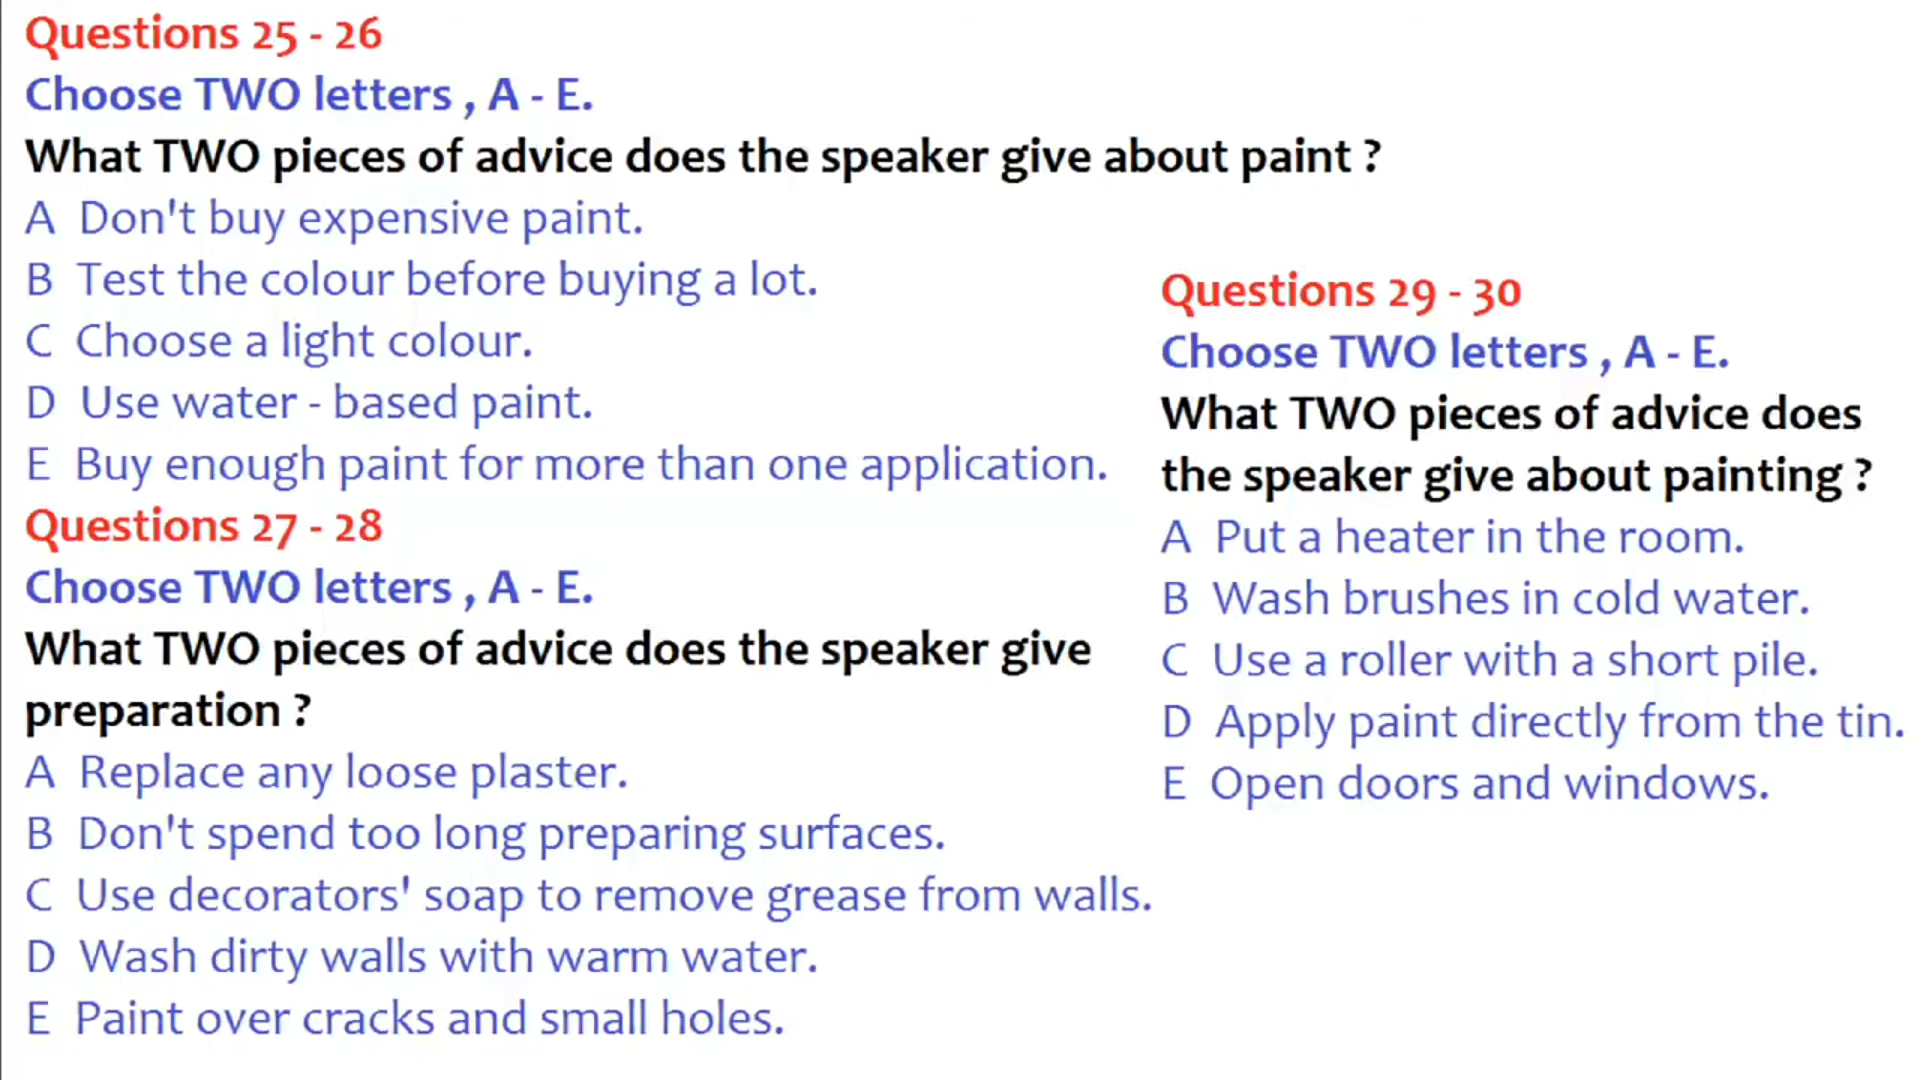 Questions 25 - 26
Choose TWO letters , A - E.
What TWO pieces of advice does the speaker give about paint ?
A Don't buy expensive paint.
B Test the colour before buying a lot.
C Choose a light colour.
D Use water - based paint.
E Buy enough paint for more than one application.
Questions 27 - 28
Choose TWO letters , A - E.
What TWO pieces of advice does the speaker give
preparation ?
A Replace any loose plaster.
B Don't spend too long preparing surfaces.
C Use decorators' soap to remove grease from walls.
D Wash dirty walls with warm water.
E Paint over cracks and small holes.
Questions 29 - 30
Choose TWO letters , A - E.
What TWO pieces of advice does
the speaker give about painting ?
A Put a heater in the room.
B Wash brushes in cold water.
C Use a roller with a short pile.
D Apply paint directly from the tin.
E Open doors and windows.